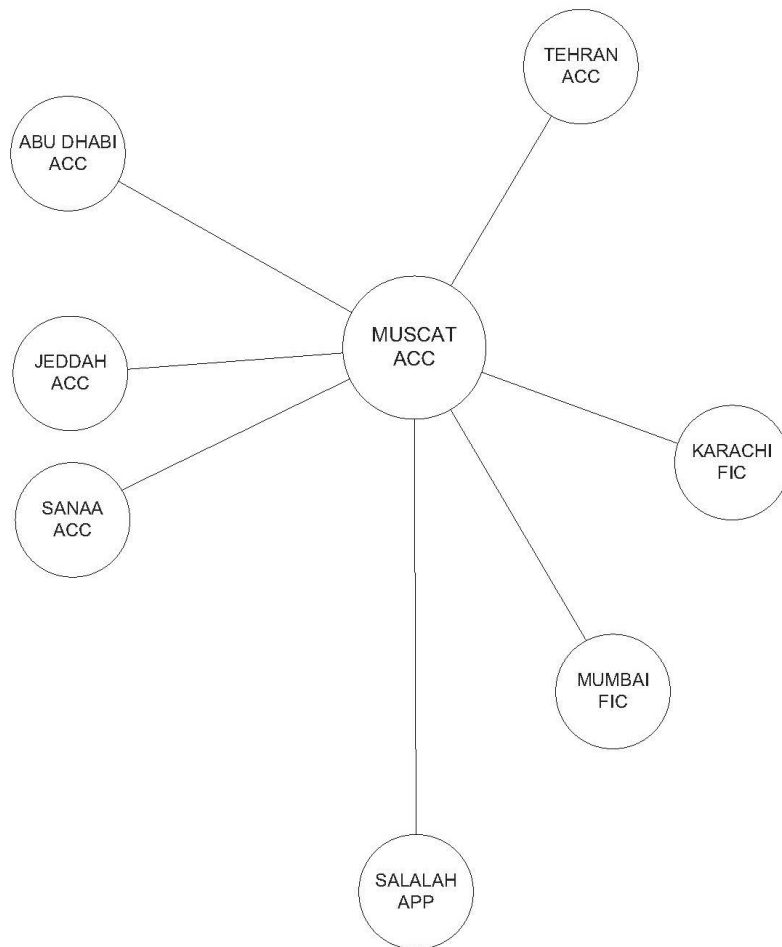 TEHRAN
ACC
ABU DHABI
ACC
MUSCAT
ACC
JEDDAH
ACC
KARACHI
FIC
SANAA
ACC
MUMBAI
FIC
SALALAH
APP